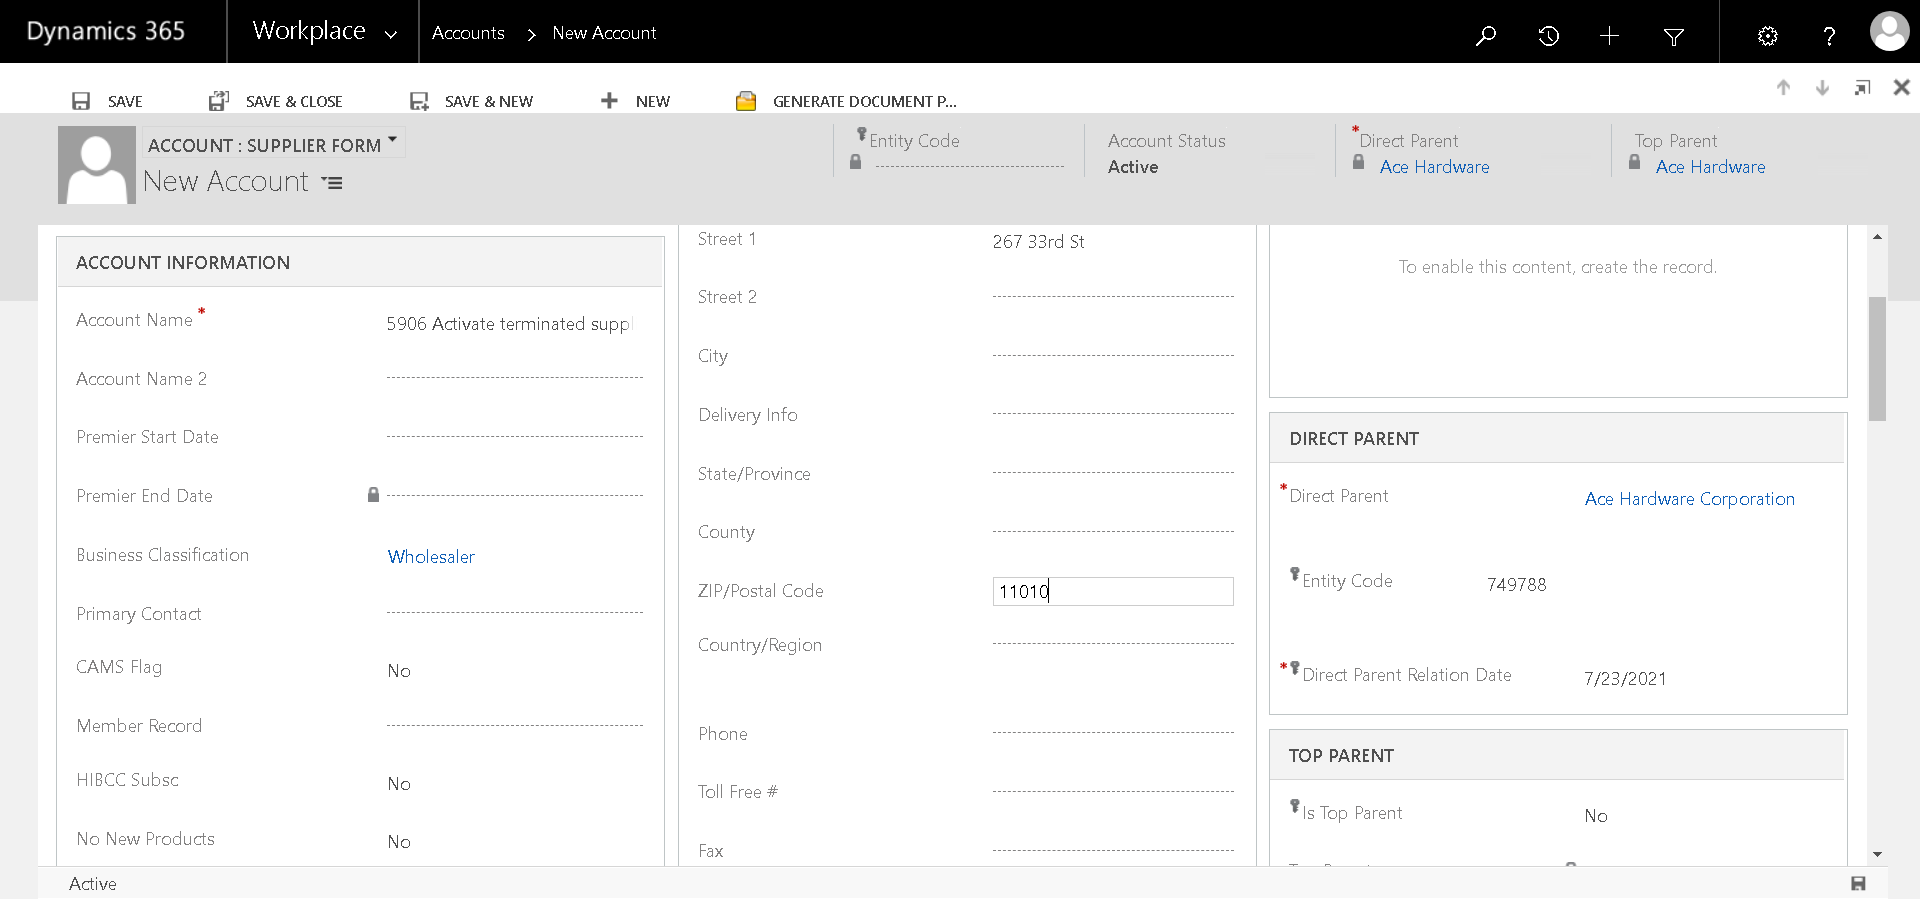 Dynamics 365
Workplace
Accounts > New Account
?
SAVE
SAVE & CLOSE
SAVE & NEW
NEW
GENERATE DOCUMENT P...
ACCOUNT : SUPPLIER FORM
New Account
Entity Code
Account Status
Active
*Direct Parent
Ace Hardware
Top Parent
Ace Hardware
ACCOUNT INFORMATION
Account Name *
5906 Activate terminated suppl
Account Name 2
Premier Start Date
Premier End Date
Business Classification
Wholesaler
Primary Contact
CAMS Flag
No
Member Record
HIBCC Subsc
No
No New Products
No
Street 1
267 33rd St
Street 2
City
Delivery Info
State/Province
County
ZIP/Postal Code
11010
Country/Region
Phone
Toll Free #
Fax
To enable this content, create the record.
DIRECT PARENT
*Direct Parent
Ace Hardware Corporation
Entity Code
749788
*Direct Parent Relation Date
7/23/2021
TOP PARENT
Is Top Parent
No
Active